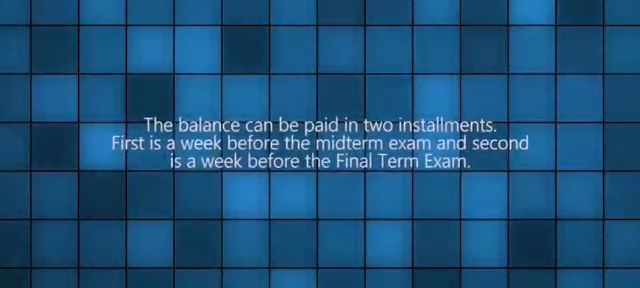 The balance can be paid in two installments.
First is a week before the midterm exam and second
is a week before the Final Term Exam.